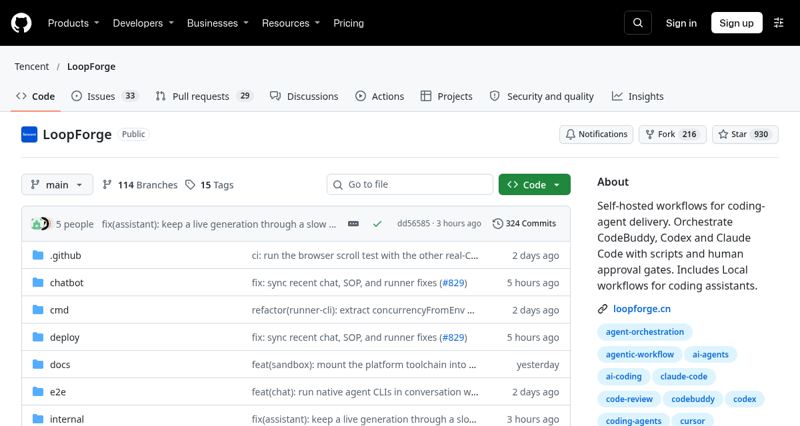 Products Developers Businesses Resources Pricing Sign in Sign up
Tencent / LoopForge
Code Issues 33 Pull requests 29 Discussions Actions Projects Security and quality Insights
LoopForge Public Notifications Fork 216 Star 930
main 114 Branches 15 Tags Go to file Code
About
Self-hosted workflows for coding-
agent delivery. Orchestrate
CodeBuddy, Codex and Claude
Code with scripts and human
approval gates. Includes Local
workflows for coding assistants.
loopforge.cn
agent-orchestration
agentic-workflow ai-agents
ai-coding claude-code
code-review codebuddy codex
coding-agents cursor
5 people fix(assistant): keep a live generation through a slow ... dd56585 · 3 hours ago 324 Commits
.github ci: run the browser scroll test with the other real-C... 2 days ago
chatbot fix: sync recent chat, SOP, and runner fixes (#829) 5 hours ago
cmd refactor(runner-cli): extract concurrencyFromEnv ... 2 days ago
deploy fix: sync recent chat, SOP, and runner fixes (#829) 5 hours ago
docs feat(sandbox): mount the platform toolchain into ... yesterday
e2e feat(chat): run native agent CLIs in conversation w... 2 days ago
internal fix(assistant): keep a live generation through a slo... 3 hours ago